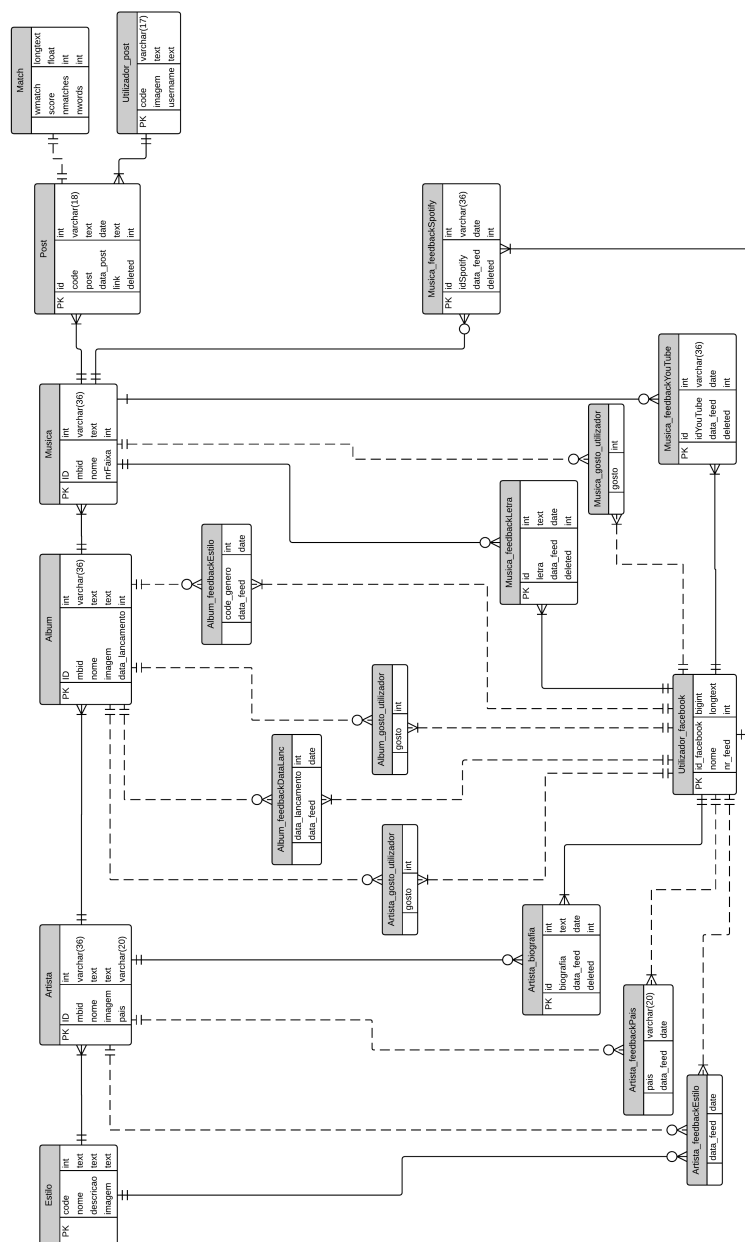 Match
wmatch longtext
score float
nmatches int
nwords int
Utilizador_post
PK code varchar(17)
imagem text
username text
Post
PK id int
code varchar(18)
post text
data_post date
link text
deleted int
Musica_feedbackSpotify
PK id int
idSpotify varchar(36)
data_feed date
deleted int
Musica
PK ID int
mbid varchar(36)
nome text
nrFaixa int
Musica_feedbackYouTube
PK id int
idYouTube varchar(36)
data_feed date
deleted int
Musica_gosto_utilizador
gosto int
Musica_feedbackLetra
PK id int
letra text
data_feed date
deleted int
Album
PK ID int
mbid varchar(36)
nome text
imagem text
data_lancamento int
Album_feedbackEstilo
code_genero int
data_feed date
Album_gosto_utilizador
gosto int
Album_feedbackDataLanc
data_lancamento int
data_feed date
Utilizador_facebook
PK id_facebook bigint
nome longtext
nr_feed int
Artista_gosto_utilizador
gosto int
Artista
PK ID int
mbid varchar(36)
nome text
imagem text
pais varchar(20)
Artista_biografia
PK id int
biografia text
data_feed date
deleted int
Artista_feedbackPais
pais varchar(20)
data_feed date
Artista_feedbackEstilo
data_feed date
Estilo
PK code int
nome text
descricao text
imagem text